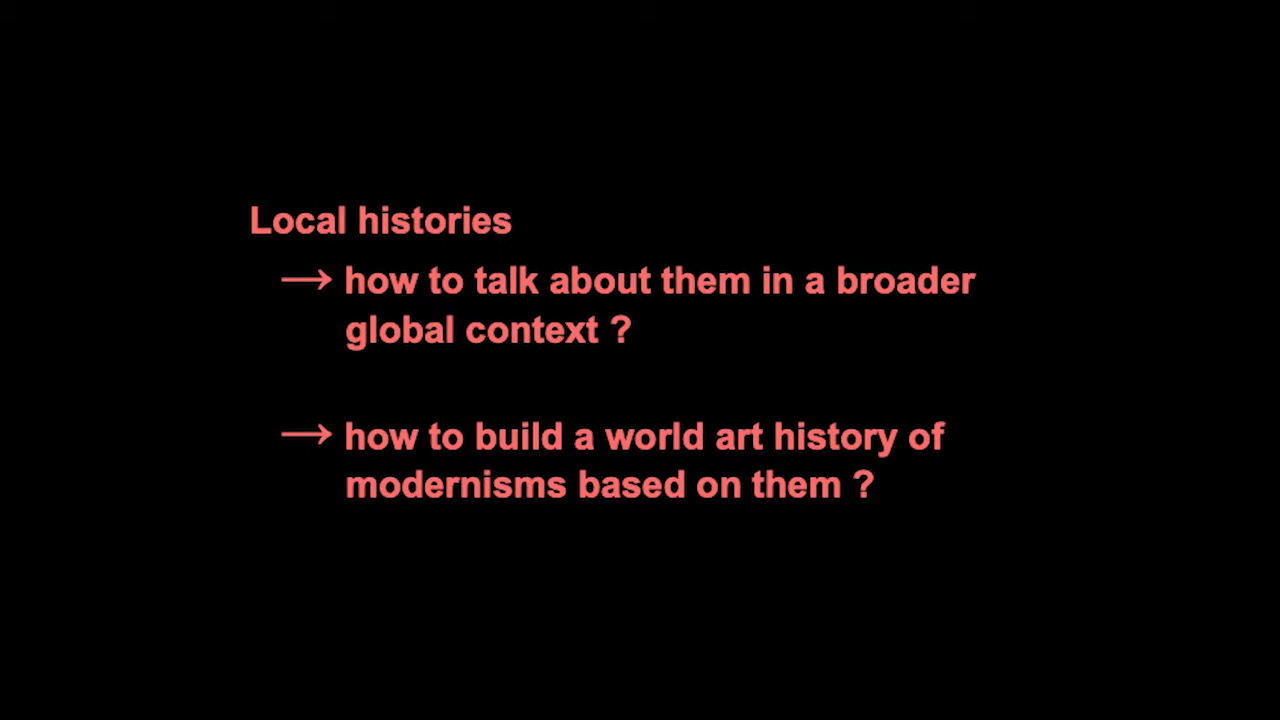 Local histories
→ how to talk about them in a broader
global context ?
→ how to build a world art history of
modernisms based on them ?